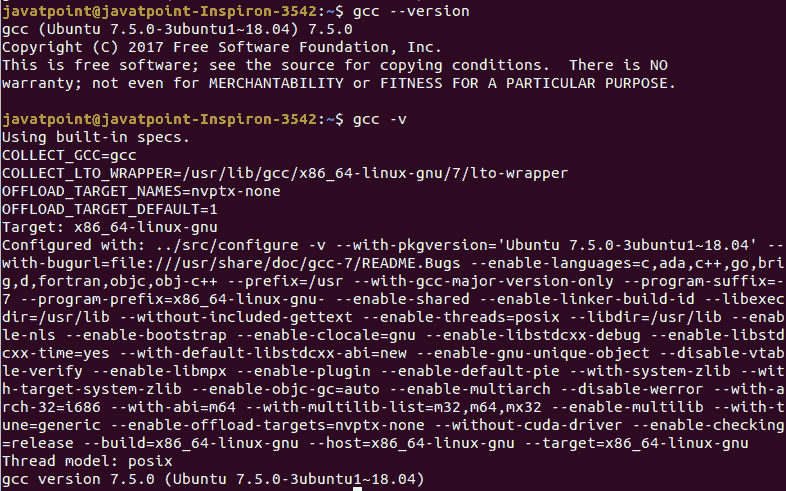 javatpoint@javatpoint-Inspiron-3542:~$ gcc --version
gcc (Ubuntu 7.5.0-3ubuntu1~18.04) 7.5.0
Copyright (C) 2017 Free Software Foundation, Inc.
This is free software; see the source for copying conditions.  There is NO
warranty; not even for MERCHANTABILITY or FITNESS FOR A PARTICULAR PURPOSE.
javatpoint@javatpoint-Inspiron-3542:~$ gcc -v
Using built-in specs.
COLLECT_GCC=gcc
COLLECT_LTO_WRAPPER=/usr/lib/gcc/x86_64-linux-gnu/7/lto-wrapper
OFFLOAD_TARGET_NAMES=nvptx-none
OFFLOAD_TARGET_DEFAULT=1
Target: x86_64-linux-gnu
Configured with: ../src/configure -v --with-pkgversion='Ubuntu 7.5.0-3ubuntu1~18.04' --
with-bugurl=file:///usr/share/doc/gcc-7/README.Bugs --enable-languages=c,ada,c++,go,bri
g,d,fortran,objc,obj-c++ --prefix=/usr --with-gcc-major-version-only --program-suffix=-
7 --program-prefix=x86_64-linux-gnu- --enable-shared --enable-linker-build-id --libexec
dir=/usr/lib --without-included-gettext --enable-threads=posix --libdir=/usr/lib --enab
le-nls --enable-bootstrap --enable-clocale=gnu --enable-libstdcxx-debug --enable-libstd
cxx-time=yes --with-default-libstdcxx-abi=new --enable-gnu-unique-object --disable-vtab
le-verify --enable-libmpx --enable-plugin --enable-default-pie --with-system-zlib --wit
h-target-system-zlib --enable-objc-gc=auto --enable-multiarch --disable-werror --with-a
rch-32=i686 --with-abi=m64 --with-multilib-list=m32,m64,mx32 --enable-multilib --with-t
une=generic --enable-offload-targets=nvptx-none --without-cuda-driver --enable-checking
=release --build=x86_64-linux-gnu --host=x86_64-linux-gnu --target=x86_64-linux-gnu
Thread model: posix
gcc version 7.5.0 (Ubuntu 7.5.0-3ubuntu1~18.04)